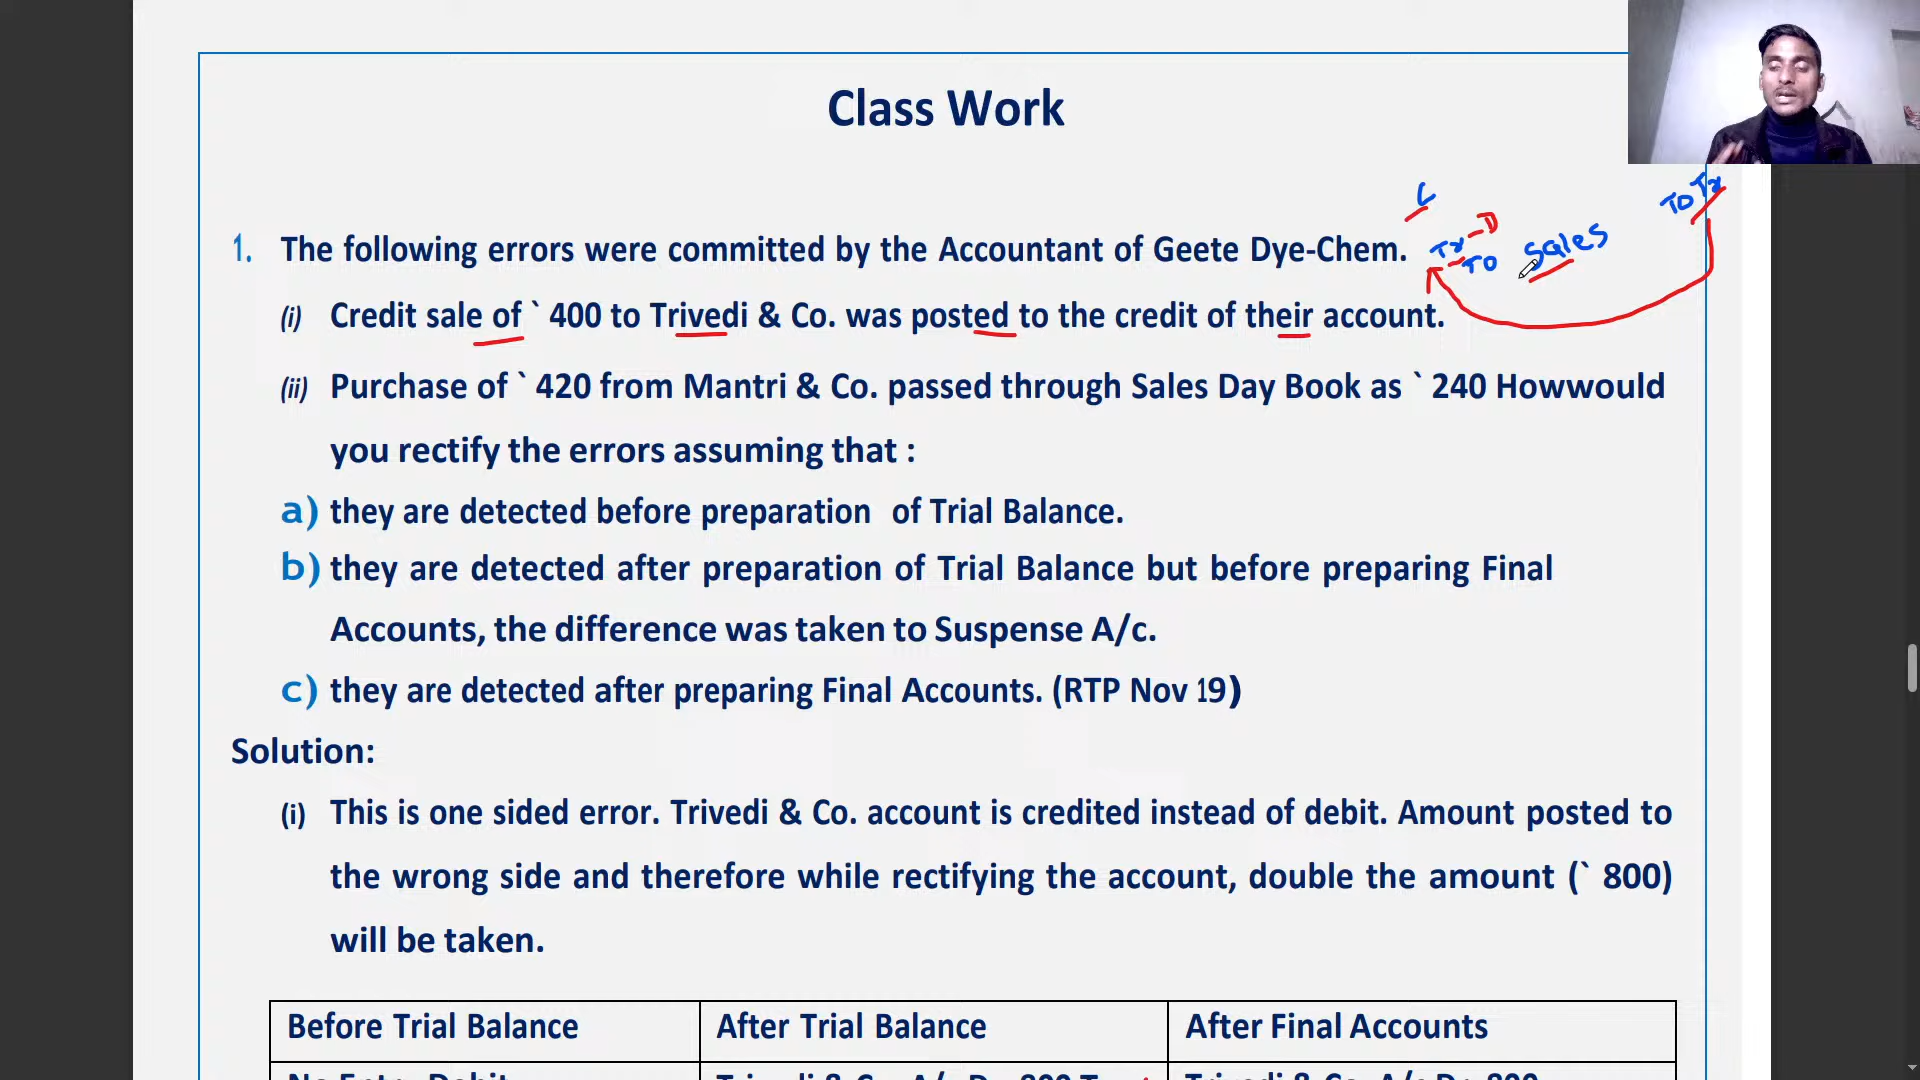 Class Work
To Tr
L
Tr D
To Sales
1. The following errors were committed by the Accountant of Geete Dye-Chem.
(i) Credit sale of ` 400 to Trivedi & Co. was posted to the credit of their account.
(ii) Purchase of ` 420 from Mantri & Co. passed through Sales Day Book as ` 240 Howwould
you rectify the errors assuming that :
a) they are detected before preparation of Trial Balance.
b) they are detected after preparation of Trial Balance but before preparing Final
Accounts, the difference was taken to Suspense A/c.
c) they are detected after preparing Final Accounts. (RTP Nov 19)
Solution:
(i) This is one sided error. Trivedi & Co. account is credited instead of debit. Amount posted to
the wrong side and therefore while rectifying the account, double the amount (` 800)
will be taken.
Before Trial Balance After Trial Balance After Final Accounts